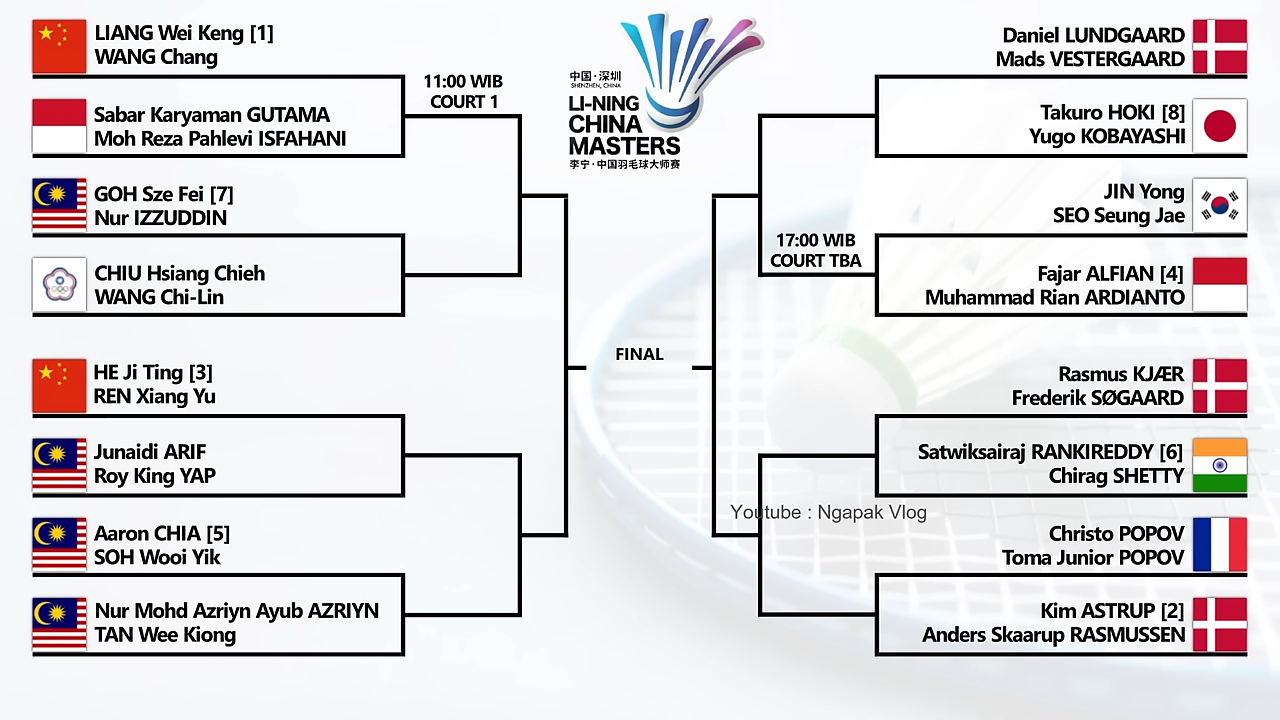 LIANG Wei Keng [1]
WANG Chang
11:00 WIB
COURT 1
Sabar Karyaman GUTAMA
Moh Reza Pahlevi ISFAHANI
GOH Sze Fei [7]
Nur IZZUDDIN
CHIU Hsiang Chieh
WANG Chi-Lin
HE Ji Ting [3]
REN Xiang Yu
Junaidi ARIF
Roy King YAP
Aaron CHIA [5]
SOH Wooi Yik
Nur Mohd Azriyn Ayub AZRIYN
TAN Wee Kiong
中国·深圳
SHENZHEN, CHINA
LI-NING
CHINA
MASTERS
李宁·中国羽毛球大师赛
FINAL
Daniel LUNDGAARD
Mads VESTERGAARD
Takuro HOKI [8]
Yugo KOBAYASHI
JIN Yong
SEO Seung Jae
17:00 WIB
COURT TBA
Fajar ALFIAN [4]
Muhammad Rian ARDIANTO
Rasmus KJÆR
Frederik SØGAARD
Satwiksairaj RANKIREDDY [6]
Chirag SHETTY
Youtube : Ngapak Vlog
Christo POPOV
Toma Junior POPOV
Kim ASTRUP [2]
Anders Skaarup RASMUSSEN